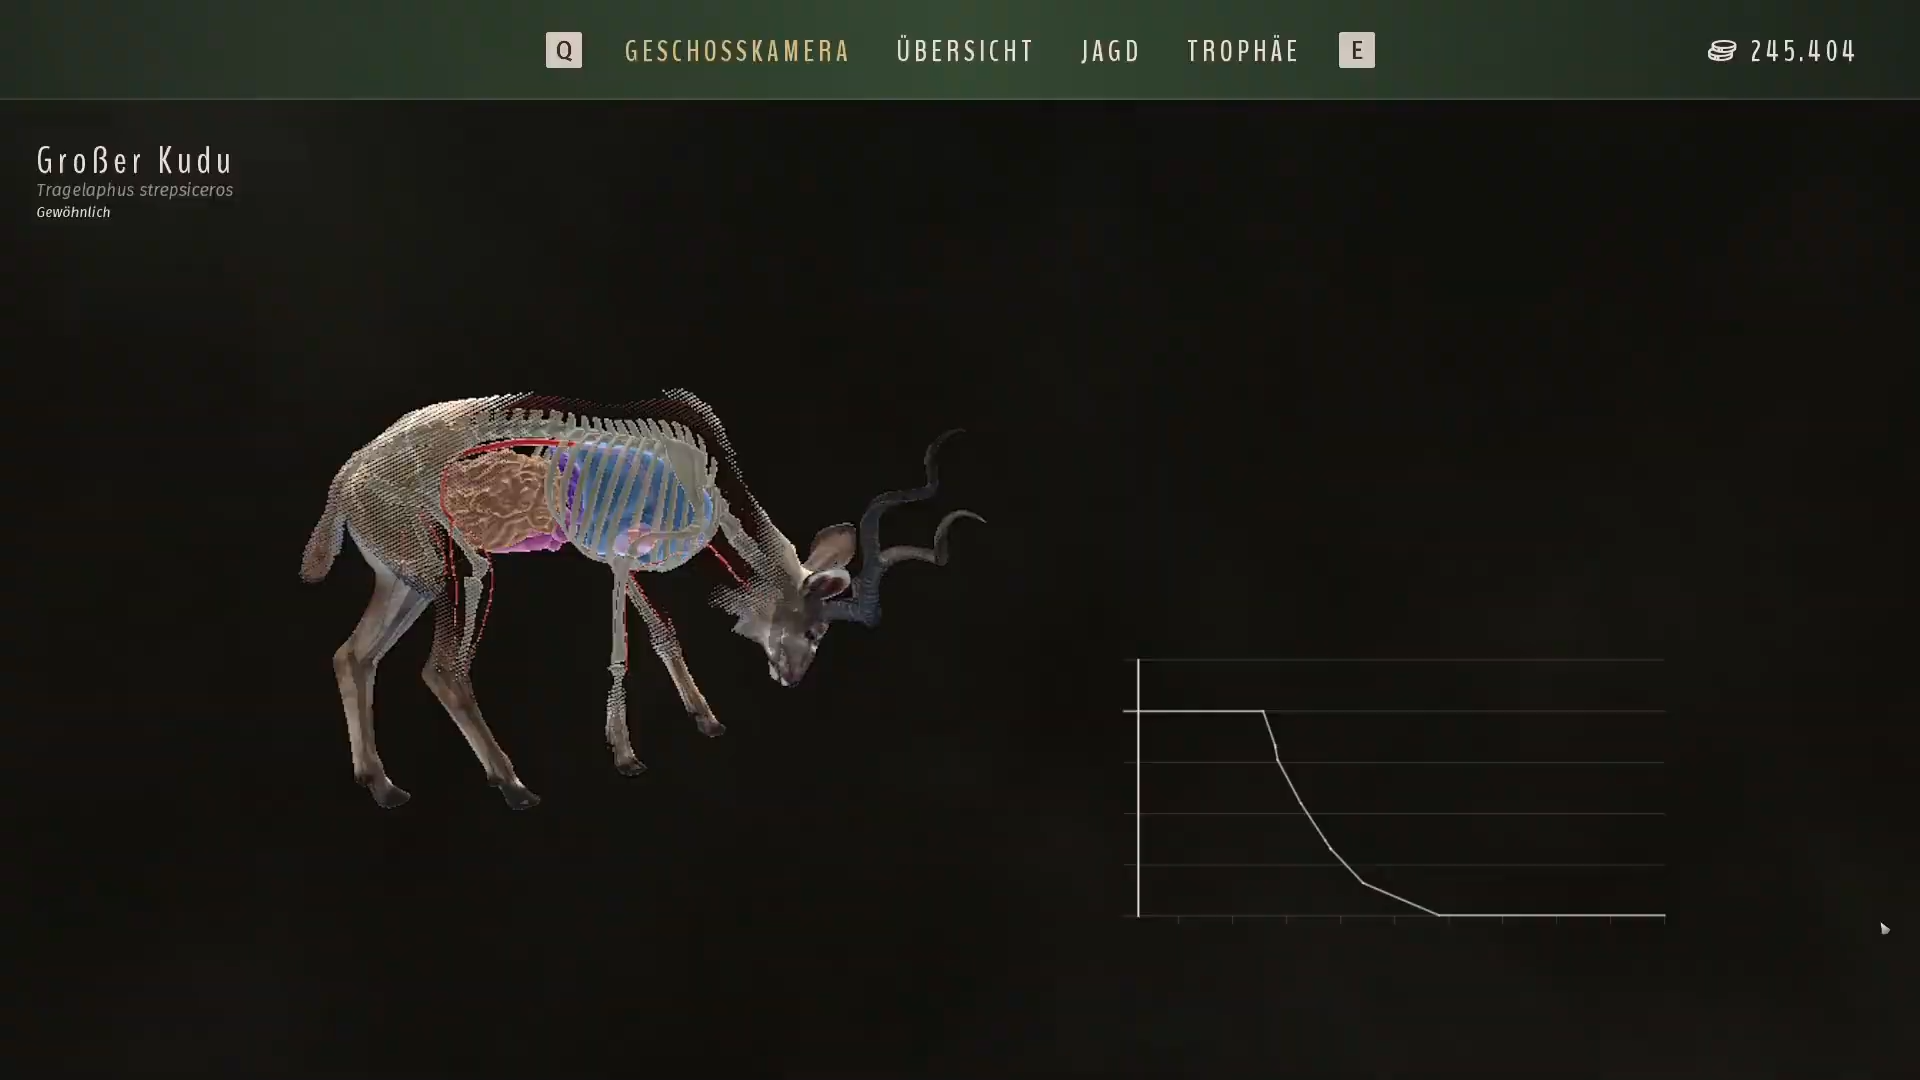 Q GESCHOSSKAMERA ÜBERSICHT JAGD TROPHÄE E 245.404
Großer Kudu
Tragelaphus strepsiceros
Gewöhnlich